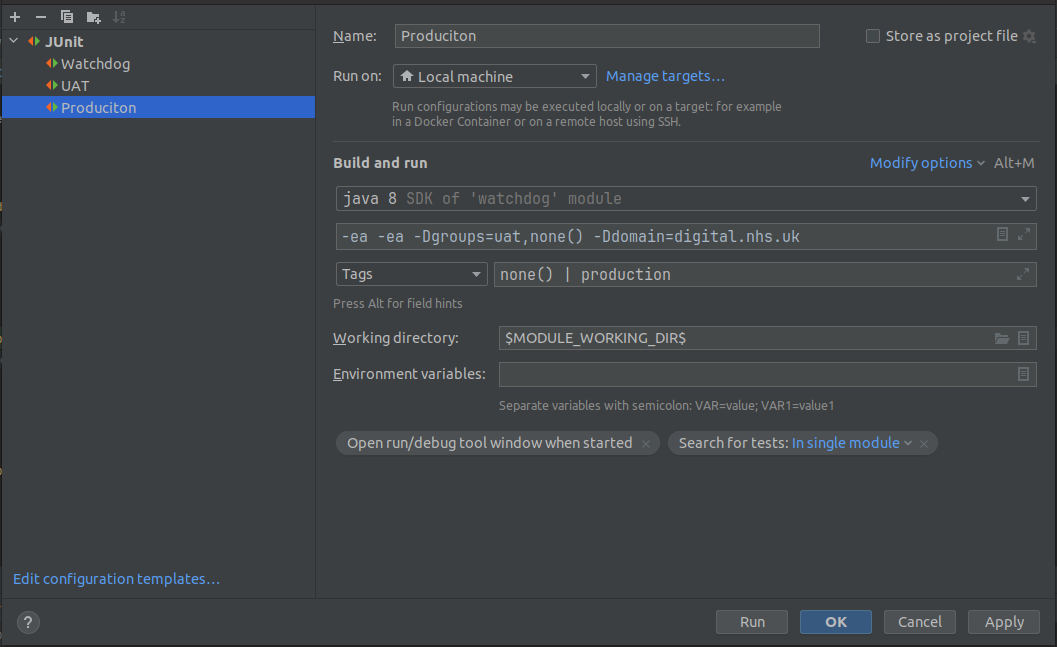 JUnit
Watchdog
UAT
Produciton
Edit configuration templates…
Name: Produciton Store as project file
Run on: Local machine Manage targets…
Run configurations may be executed locally or on a target: for example
in a Docker Container or on a remote host using SSH.
Build and run Modify options Alt+M
java 8 SDK of 'watchdog' module
-ea -ea -Dgroups=uat,none() -Ddomain=digital.nhs.uk
Tags none() | production
Press Alt for field hints
Working directory: $MODULE_WORKING_DIR$
Environment variables:
Separate variables with semicolon: VAR=value; VAR1=value1
Open run/debug tool window when started × Search for tests: In single module ×
? Run OK Cancel Apply